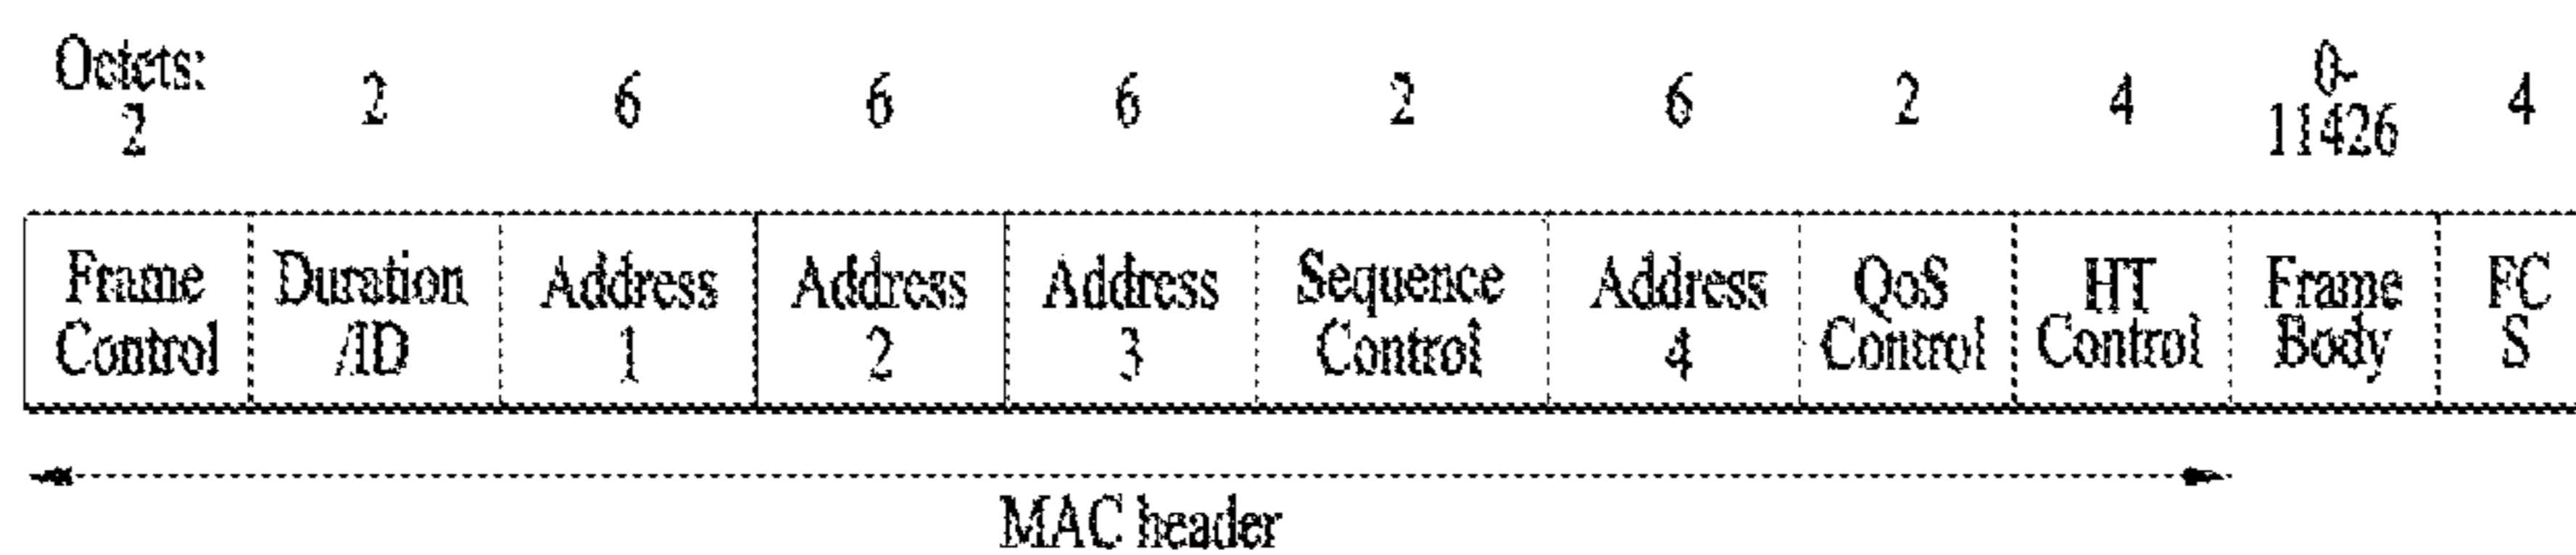 Octets:
2 2 6 6 6 2 6 2 4 0-
11426 4
Frame Control Duration /ID Address 1 Address 2 Address 3 Sequence Control Address 4 QoS Control HT Control Frame Body FC S
MAC header